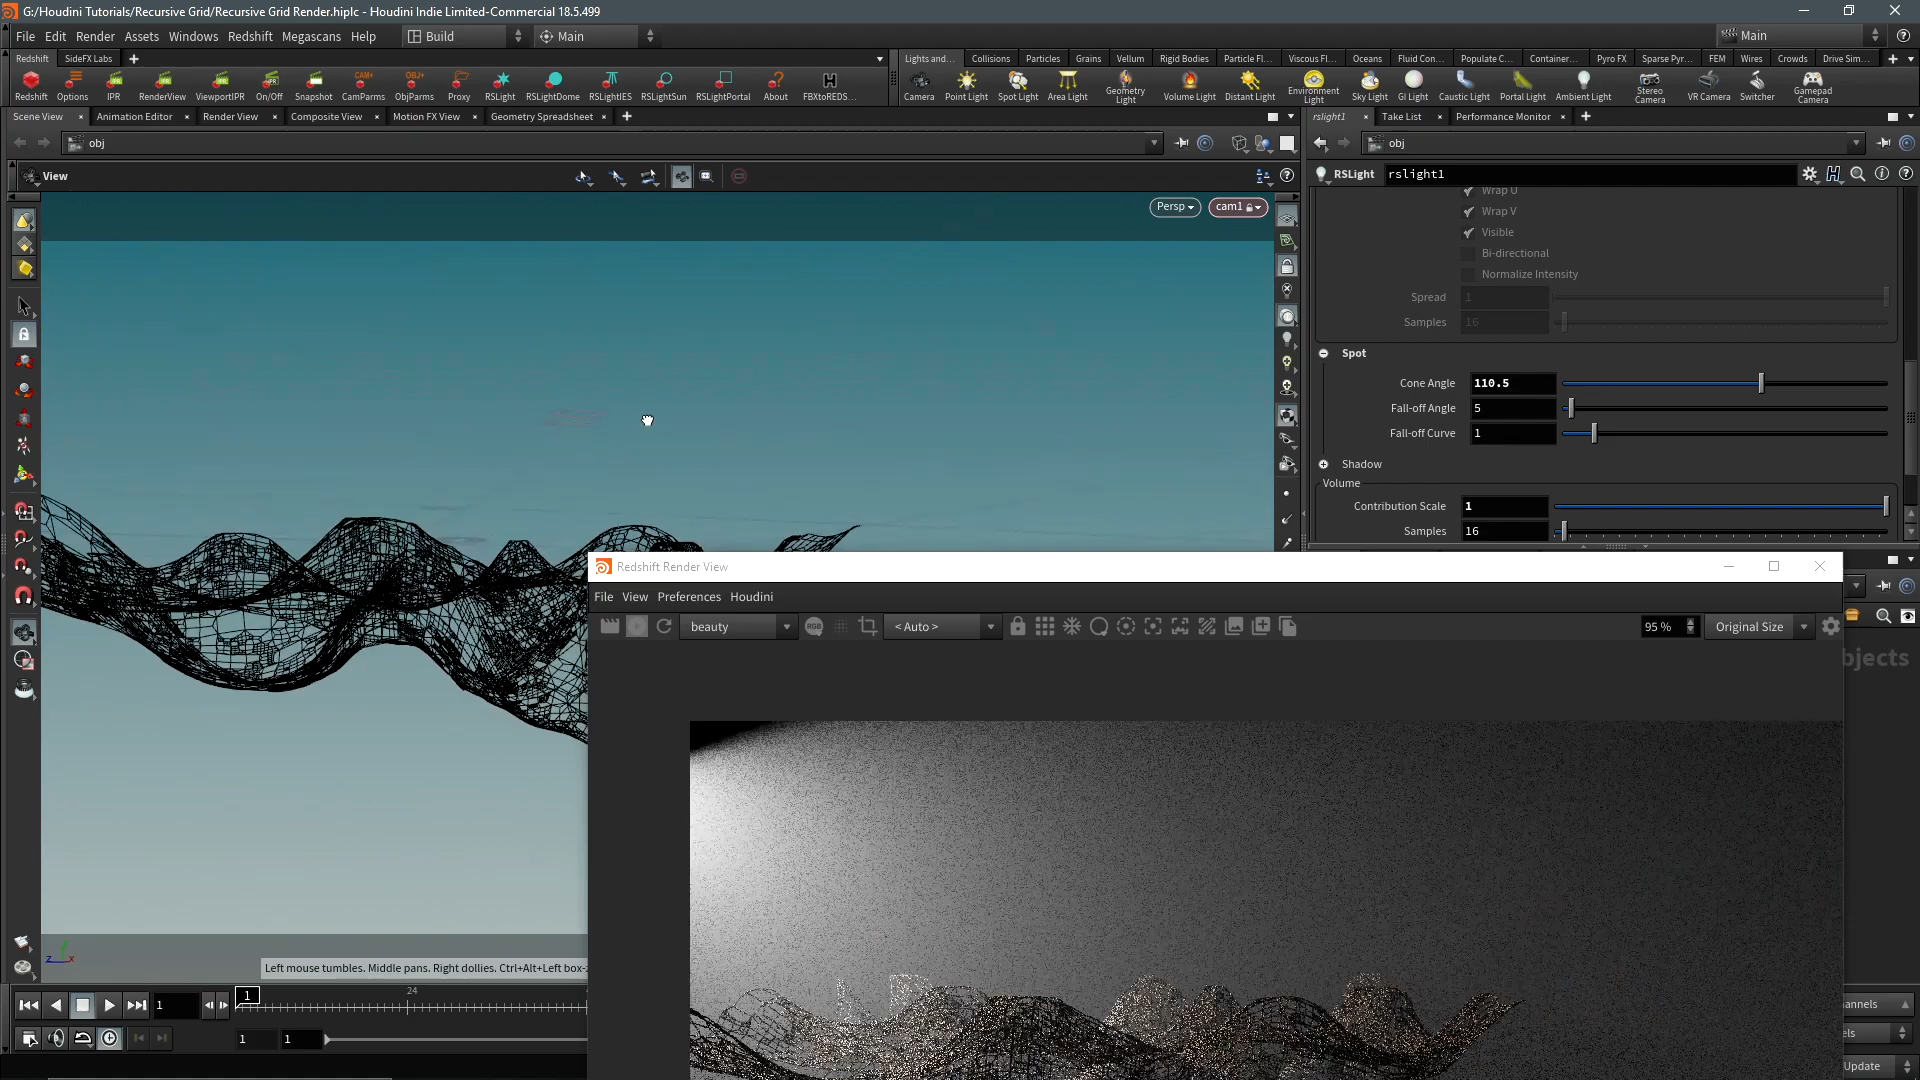 G:/Houdini Tutorials/Recursive Grid/Recursive Grid Render.hiplc - Houdini Indie Limited-Commercial 18.5.499
File Edit Render Assets Windows Redshift Megascans Help Build Main Main
Redshift SideFX Labs
Redshift Options IPR RenderView ViewportIPR On/Off Snapshot CamParms ObjParms Proxy RSLight RSLightDome RSLightIES RSLightSun RSLightPortal About FBXtoREDS...
Lights and... Collisions Particles Grains Vellum Rigid Bodies Particle Fl... Viscous Fl... Oceans Fluid Con... Populate C... Container... Pyro FX Sparse Pyr... FEM Wires Crowds Drive Sim...
Camera Point Light Spot Light Area Light Geometry Light Volume Light Distant Light Environment Light Sky Light GI Light Caustic Light Portal Light Ambient Light Stereo Camera VR Camera Switcher Gamepad Camera
Scene View Animation Editor Render View Composite View Motion FX View Geometry Spreadsheet
rslight1 Take List Performance Monitor
obj
obj
View
RSLight rslight1
Persp cam1
Wrap U
Wrap V
Visible
Bi-directional
Normalize Intensity
Spread 1
Samples 16
Spot
Cone Angle 110.5
Fall-off Angle 5
Fall-off Curve 1
Shadow
Volume
Contribution Scale 1
Samples 16
Redshift Render View
File View Preferences Houdini
beauty RGB < Auto > 95 % Original Size
bjects
z x
Left mouse tumbles. Middle pans. Right dollies. Ctrl+Alt+Left box-z
1 1 24
1 1
annels
els
Update